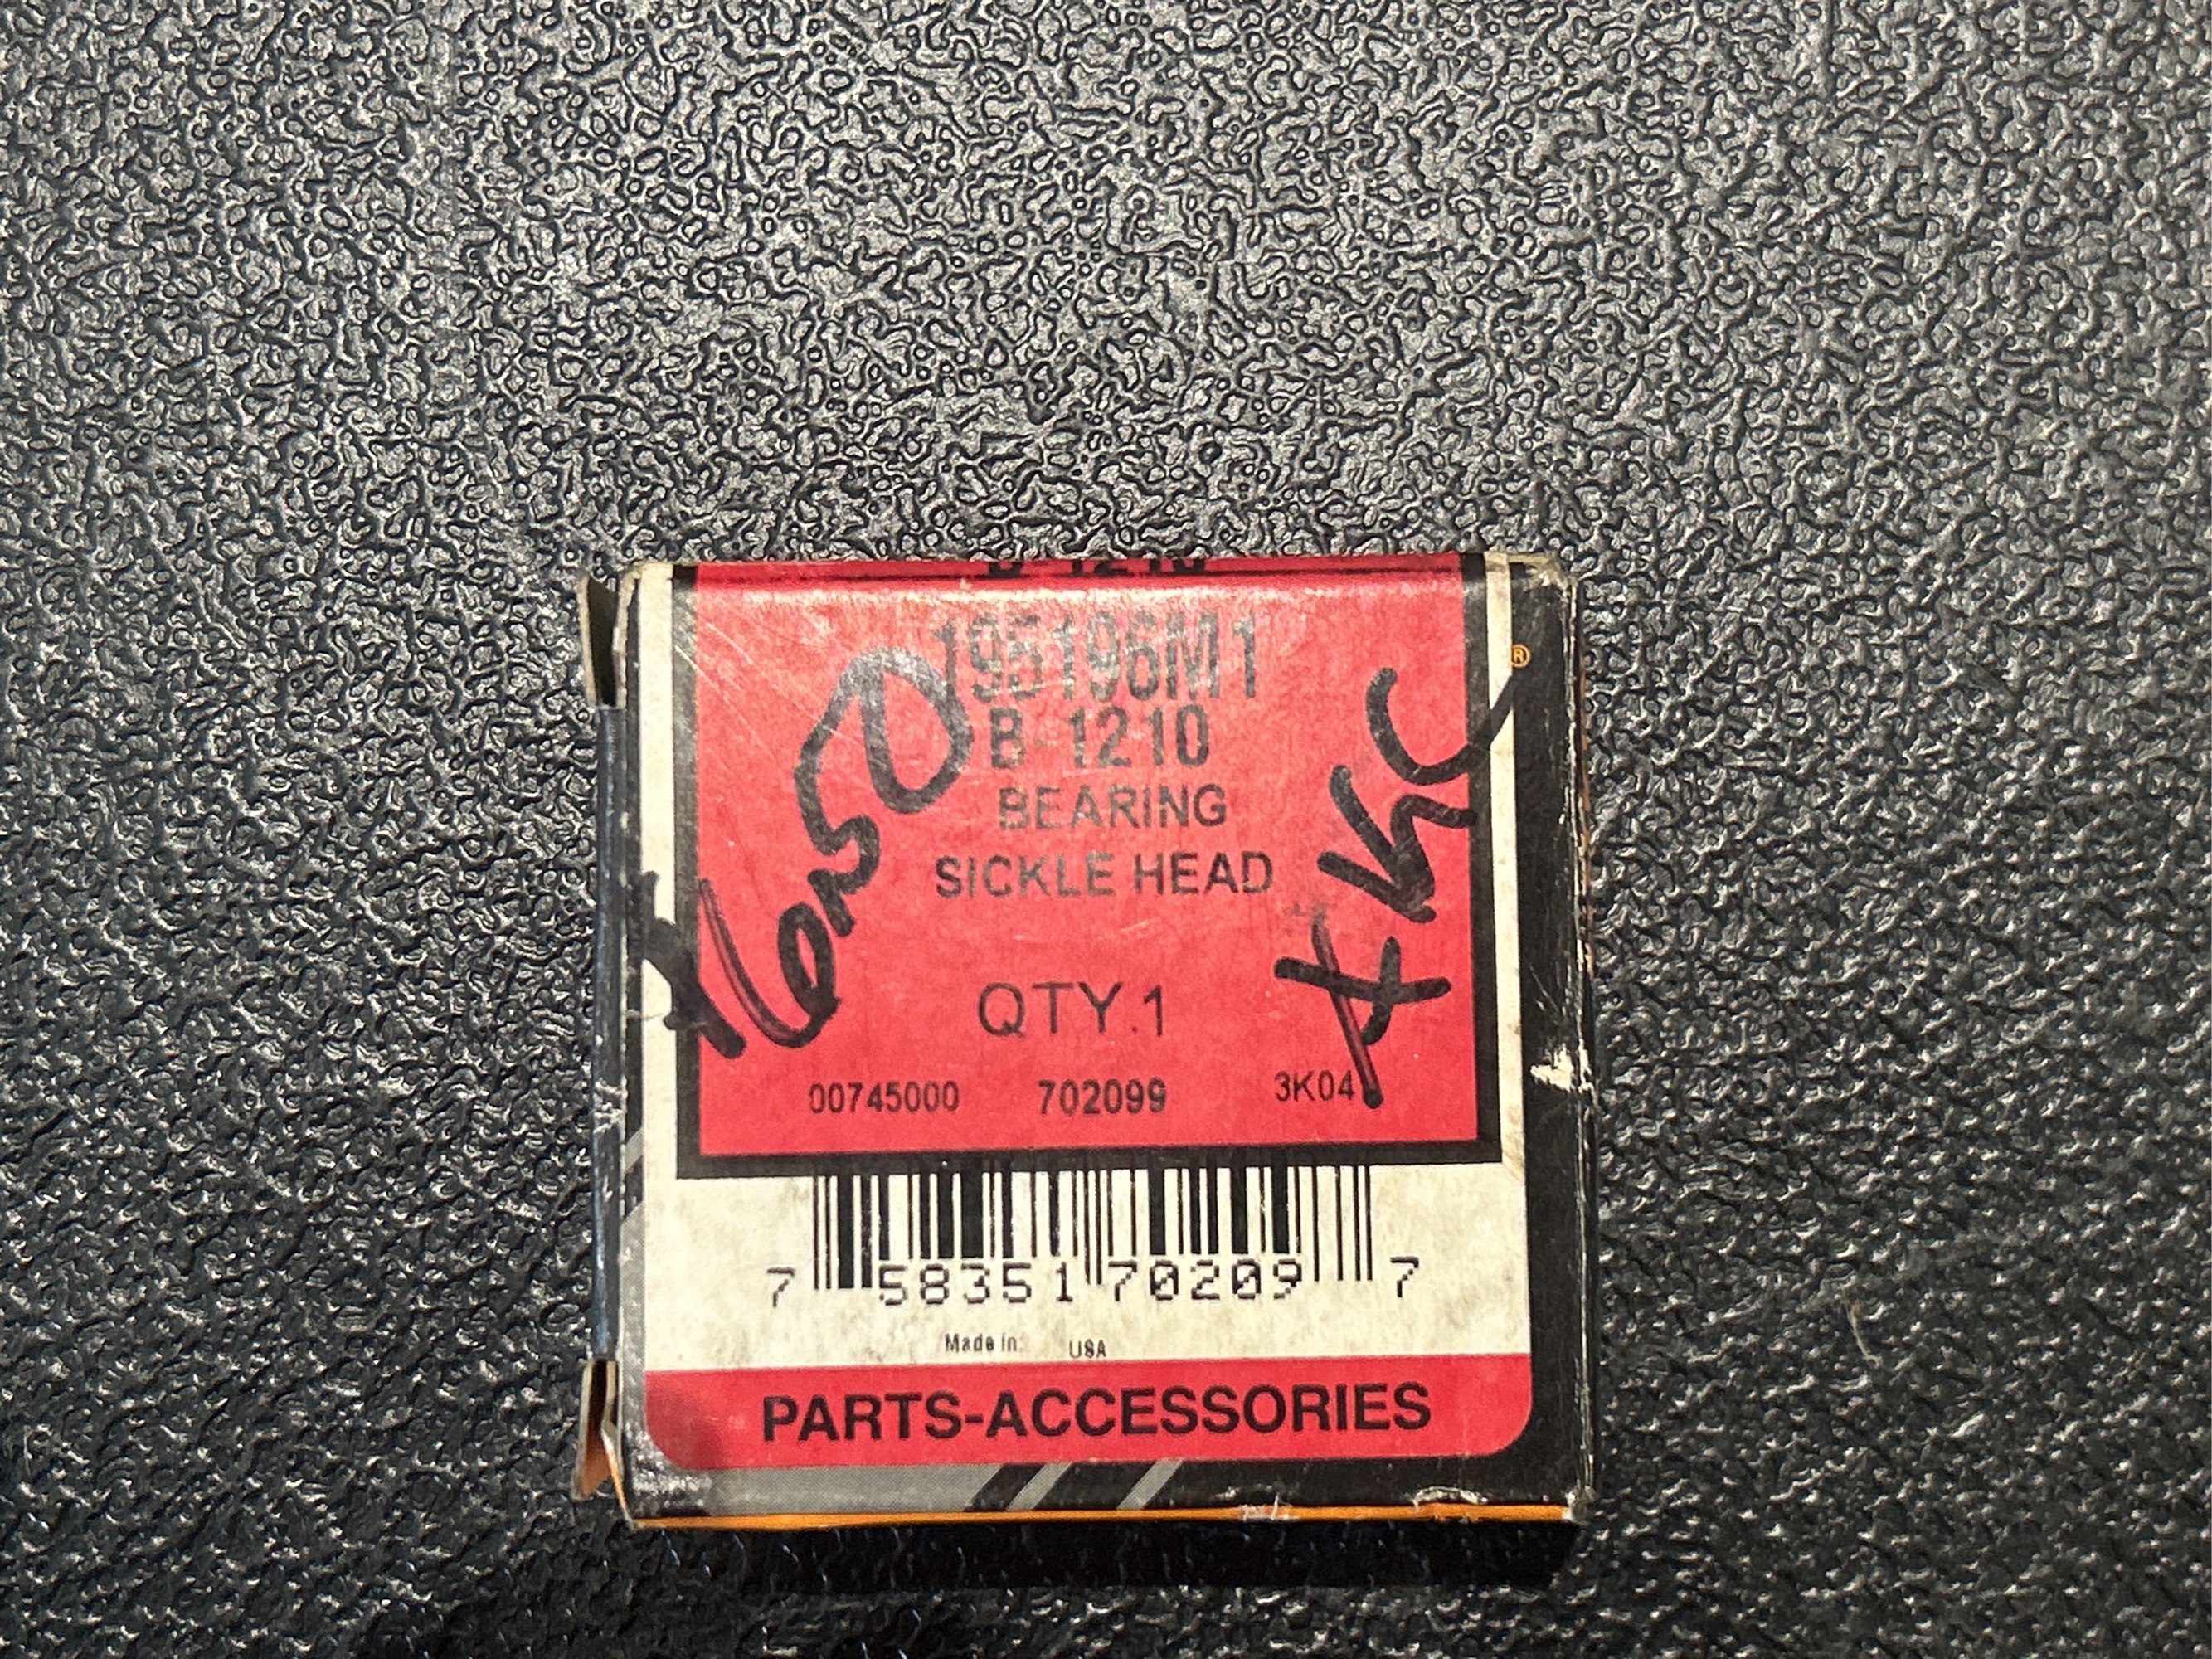 195196M1
B-1210
BEARING
SICKLE HEAD
QTY.1
00745000 702099 3K04
7 58351 70209 7
Made in: USA
PARTS-ACCESSORIES
®